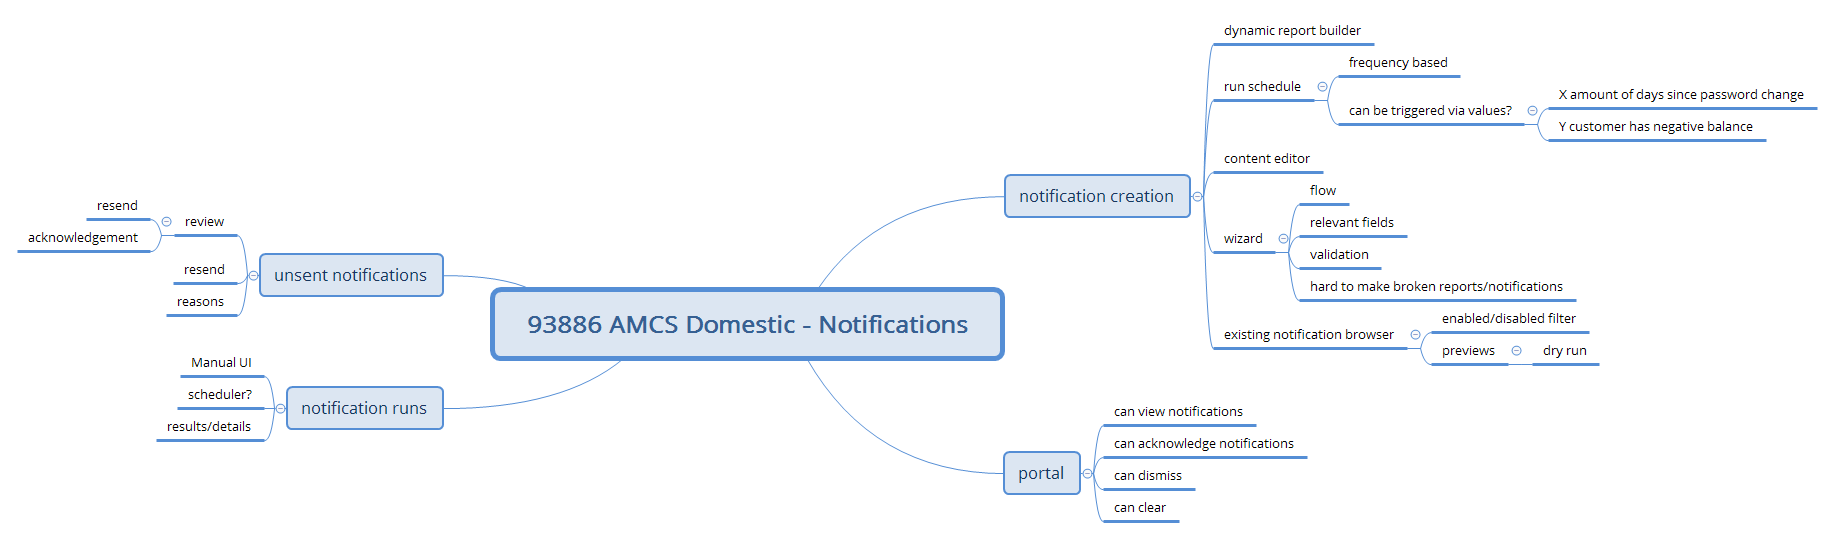 93886 AMCS Domestic - Notifications
notification creation
dynamic report builder
run schedule
frequency based
can be triggered via values?
X amount of days since password change
Y customer has negative balance
content editor
wizard
flow
relevant fields
validation
hard to make broken reports/notifications
existing notification browser
enabled/disabled filter
previews
dry run
portal
can view notifications
can acknowledge notifications
can dismiss
can clear
unsent notifications
review
resend
acknowledgement
resend
reasons
notification runs
Manual UI
scheduler?
results/details